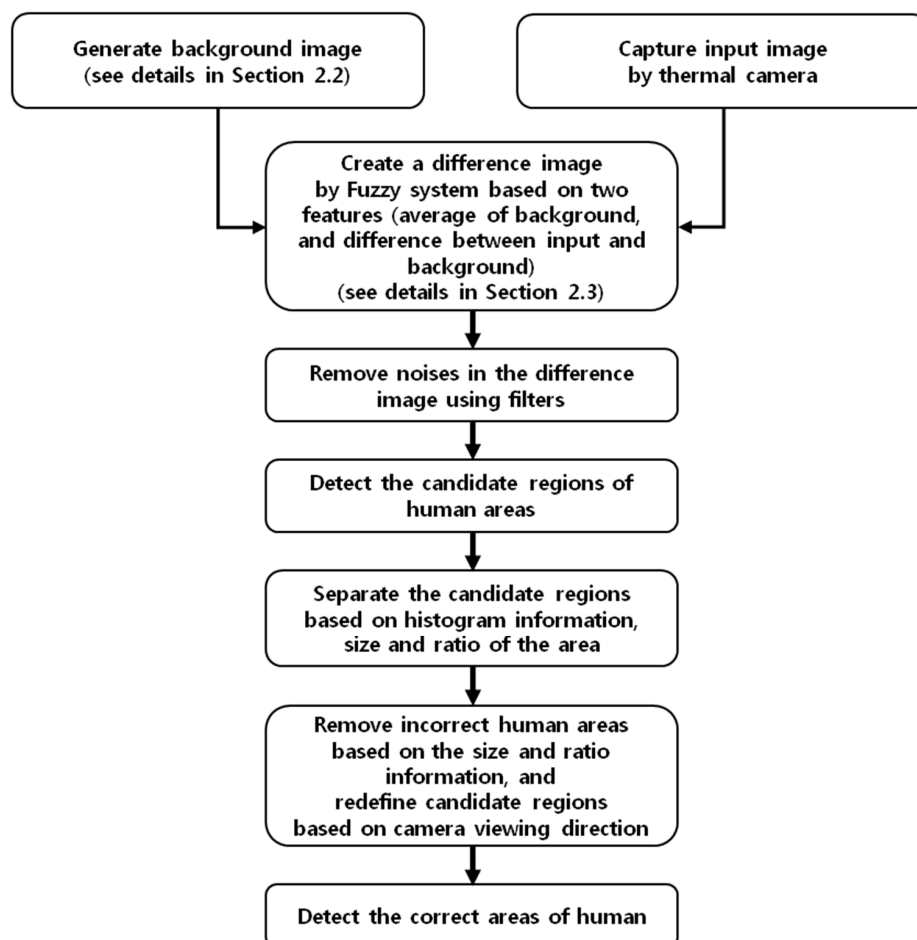 Generate background image
(see details in Section 2.2)
Capture input image
by thermal camera
Create a difference image
by Fuzzy system based on two
features (average of background,
and difference between input and
background)
(see details in Section 2.3)
Remove noises in the difference
image using filters
Detect the candidate regions of
human areas
Separate the candidate regions
based on histogram information,
size and ratio of the area
Remove incorrect human areas
based on the size and ratio
information, and
redefine candidate regions
based on camera viewing direction
Detect the correct areas of human